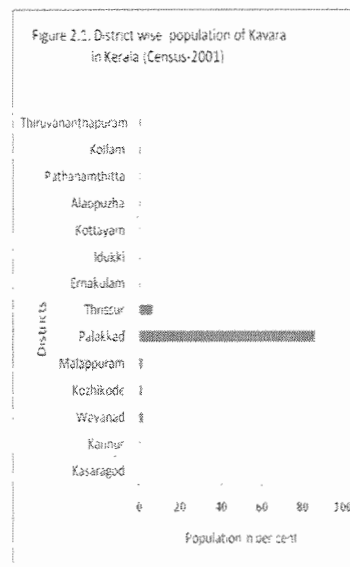 Figure 2.1. District wise population of Kavara
in Kerala (Census-2001)
Thiruvananthapuram
Kollam
Pathanamthitta
Alappuzha
Kottayam
Idukki
Ernakulam
Thrissur
Palakkad
Malappuram
Kozhikode
Wayanad
Kannur
Kasaragod
Districts
0 20 40 60 80 100
Population in per cent